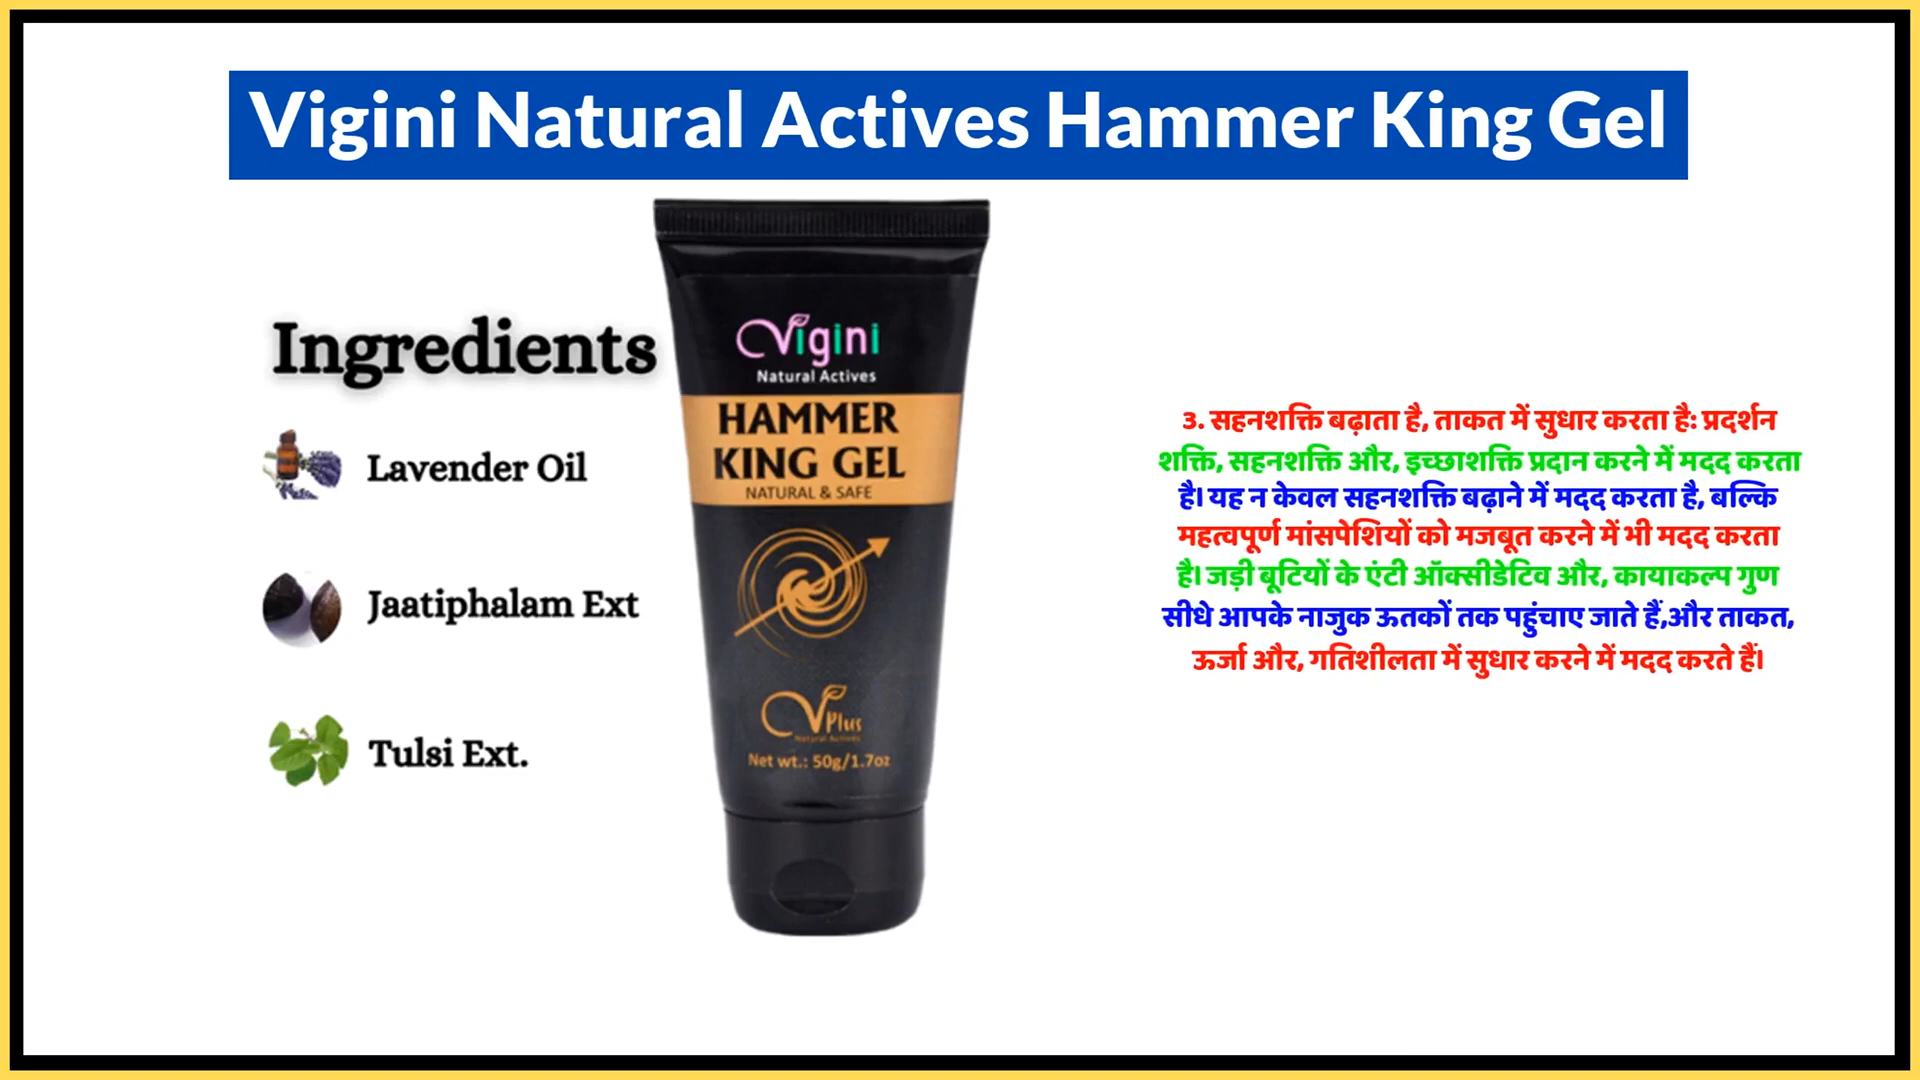 Vigini Natural Actives Hammer King Gel
Ingredients
Lavender Oil
Jaatiphalam Ext
Tulsi Ext.
Vigini
Natural Actives
HAMMER
KING GEL
NATURAL & SAFE
VPlus
Natural Actives
Net wt.: 50g/1.7oz
3. सहनशक्ति बढ़ाता है, ताकत में सुधार करता है: प्रदर्शन
शक्ति, सहनशक्ति और, इच्छाशक्ति प्रदान करने में मदद करता
है। यह न केवल सहनशक्ति बढ़ाने में मदद करता है, बल्कि
महत्वपूर्ण मांसपेशियों को मजबूत करने में भी मदद करता
है। जड़ी बूटियों के एंटी ऑक्सीडेटिव और, कायाकल्प गुण
सीधे आपके नाजुक ऊतकों तक पहुंचाए जाते हैं,और ताकत,
ऊर्जा और, गतिशीलता में सुधार करने में मदद करते हैं।